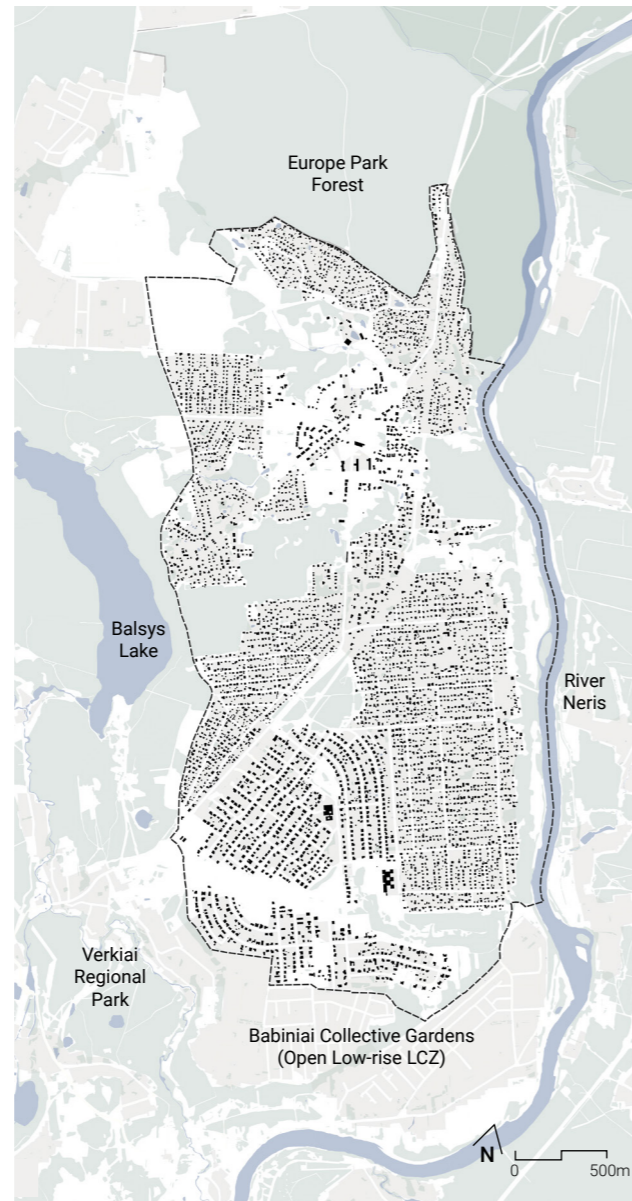 Europe Park
Forest
Balsys
Lake
River
Neris
Verkiai
Regional
Park
Babiniai Collective Gardens
(Open Low-rise LCZ)
N
0 500m